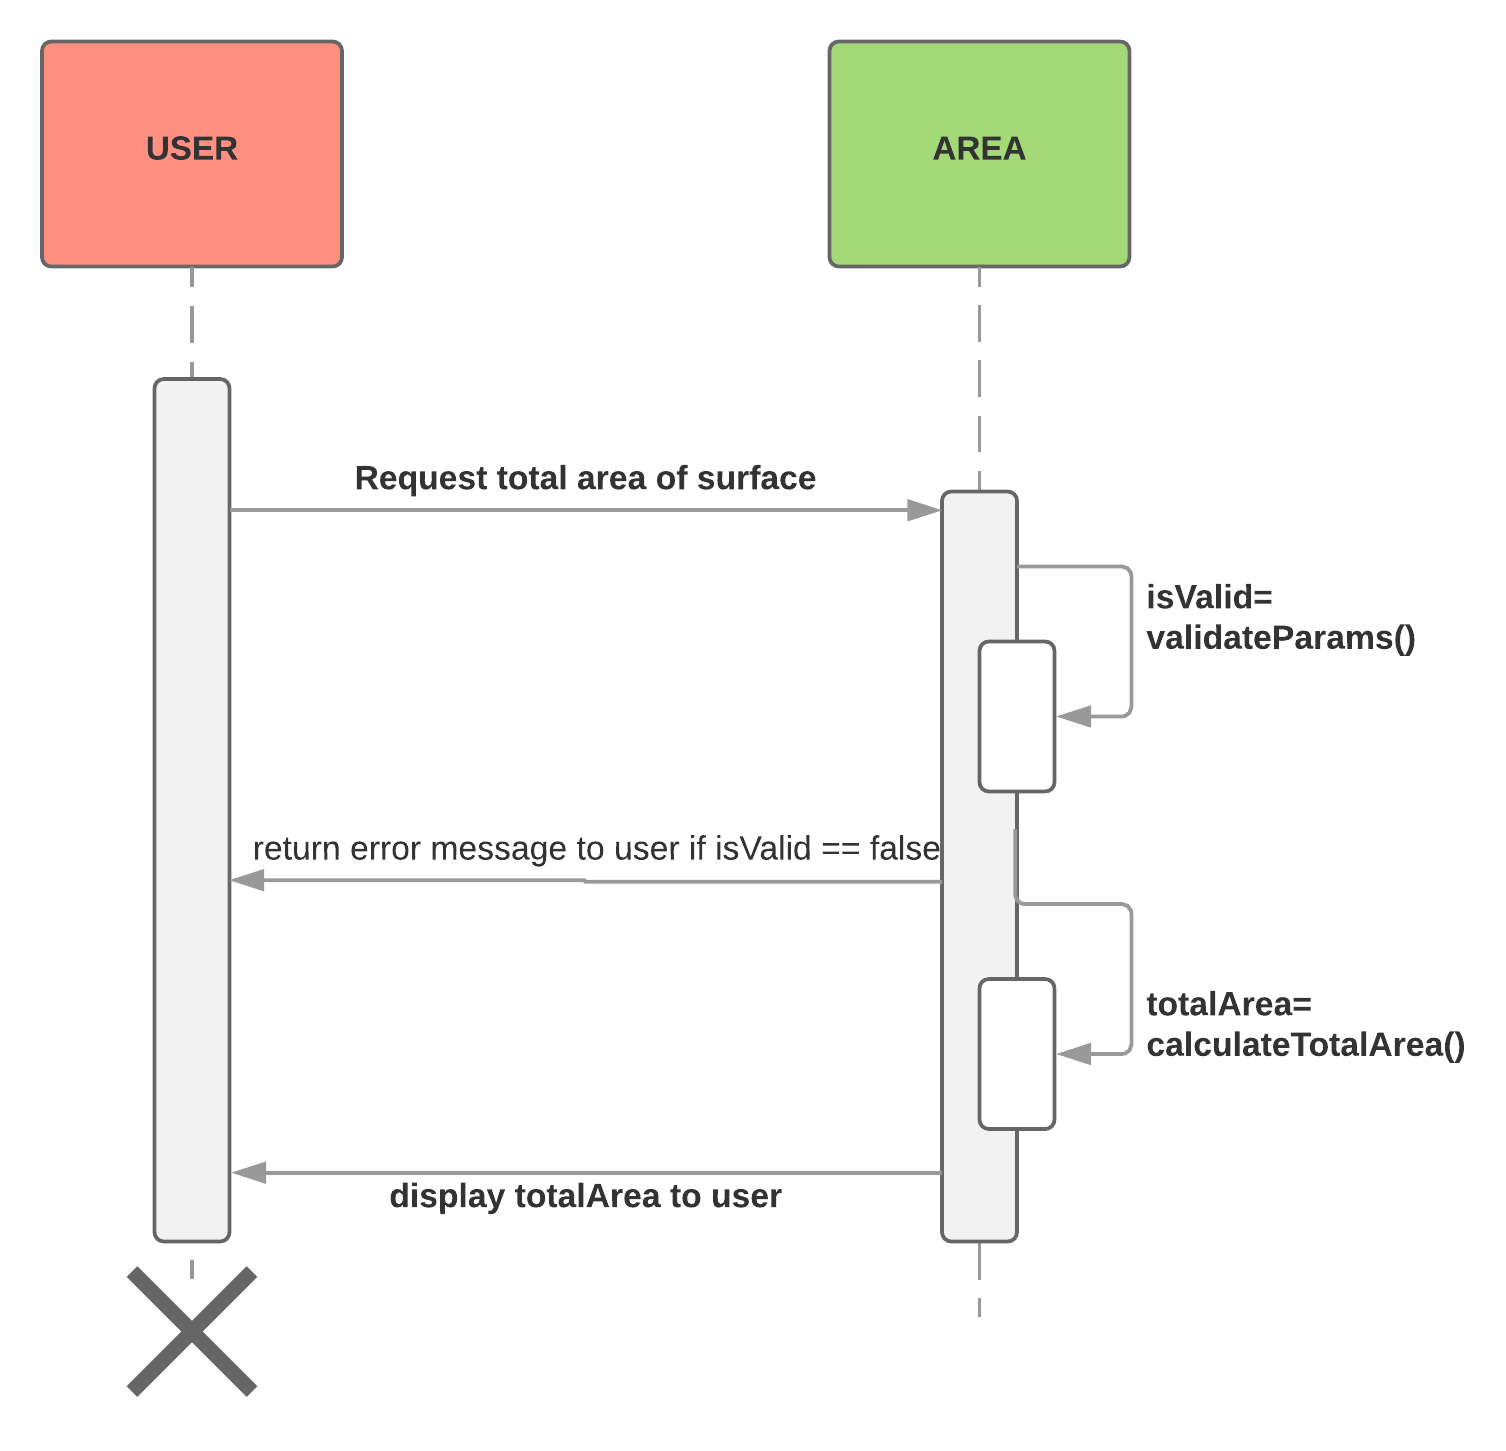 USER
AREA
Request total area of surface
isValid=
validateParams()
return error message to user if isValid == false
totalArea=
calculateTotalArea()
display totalArea to user